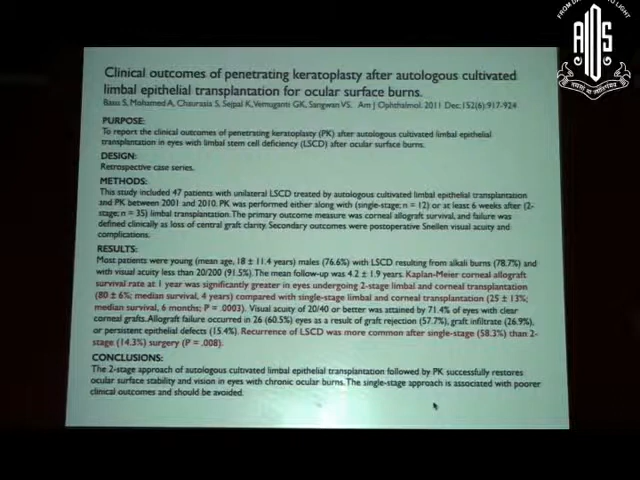 FROM DARKNESS TO LIGHT
AIOS
Clinical outcomes of penetrating keratoplasty after autologous cultivated
limbal epithelial transplantation for ocular surface burns.
Basu S, Mohamed A, Chaurasia S, Sejpal K, Vemuganti GK, Sangwan VS. Am J Ophthalmol. 2011 Dec;152(6):917-924
PURPOSE:
To report the clinical outcomes of penetrating keratoplasty (PK) after autologous cultivated limbal epithelial
transplantation in eyes with limbal stem cell deficiency (LSCD) after ocular surface burns.
DESIGN:
Retrospective case series.
METHODS:
This study included 47 patients with unilateral LSCD treated by autologous cultivated limbal epithelial transplantation
and PK between 2001 and 2010. PK was performed either along with (single-stage; n = 12) or at least 6 weeks after (2-
stage; n = 35) limbal transplantation. The primary outcome measure was corneal allograft survival, and failure was
defined clinically as loss of central graft clarity. Secondary outcomes were postoperative Snellen visual acuity and
complications.
RESULTS:
Most patients were young (mean age, 18 ± 11.4 years) males (76.6%) with LSCD resulting from alkali burns (78.7%) and
with visual acuity less than 20/200 (91.5%). The mean follow-up was 4.2 ± 1.9 years. Kaplan-Meier corneal allograft
survival rate at 1 year was significantly greater in eyes undergoing 2-stage limbal and corneal transplantation
(80 ± 6%; median survival, 4 years) compared with single-stage limbal and corneal transplantation (25 ± 13%;
median survival, 6 months; P = .0003). Visual acuity of 20/40 or better was attained by 71.4% of eyes with clear
corneal grafts. Allograft failure occurred in 26 (60.5%) eyes as a result of graft rejection (57.7%), graft infiltrate (26.9%),
or persistent epithelial defects (15.4%). Recurrence of LSCD was more common after single-stage (58.3%) than 2-
stage (14.3%) surgery (P = .008).
CONCLUSIONS:
The 2-stage approach of autologous cultivated limbal epithelial transplantation followed by PK successfully restores
ocular surface stability and vision in eyes with chronic ocular burns. The single-stage approach is associated with poorer
clinical outcomes and should be avoided.